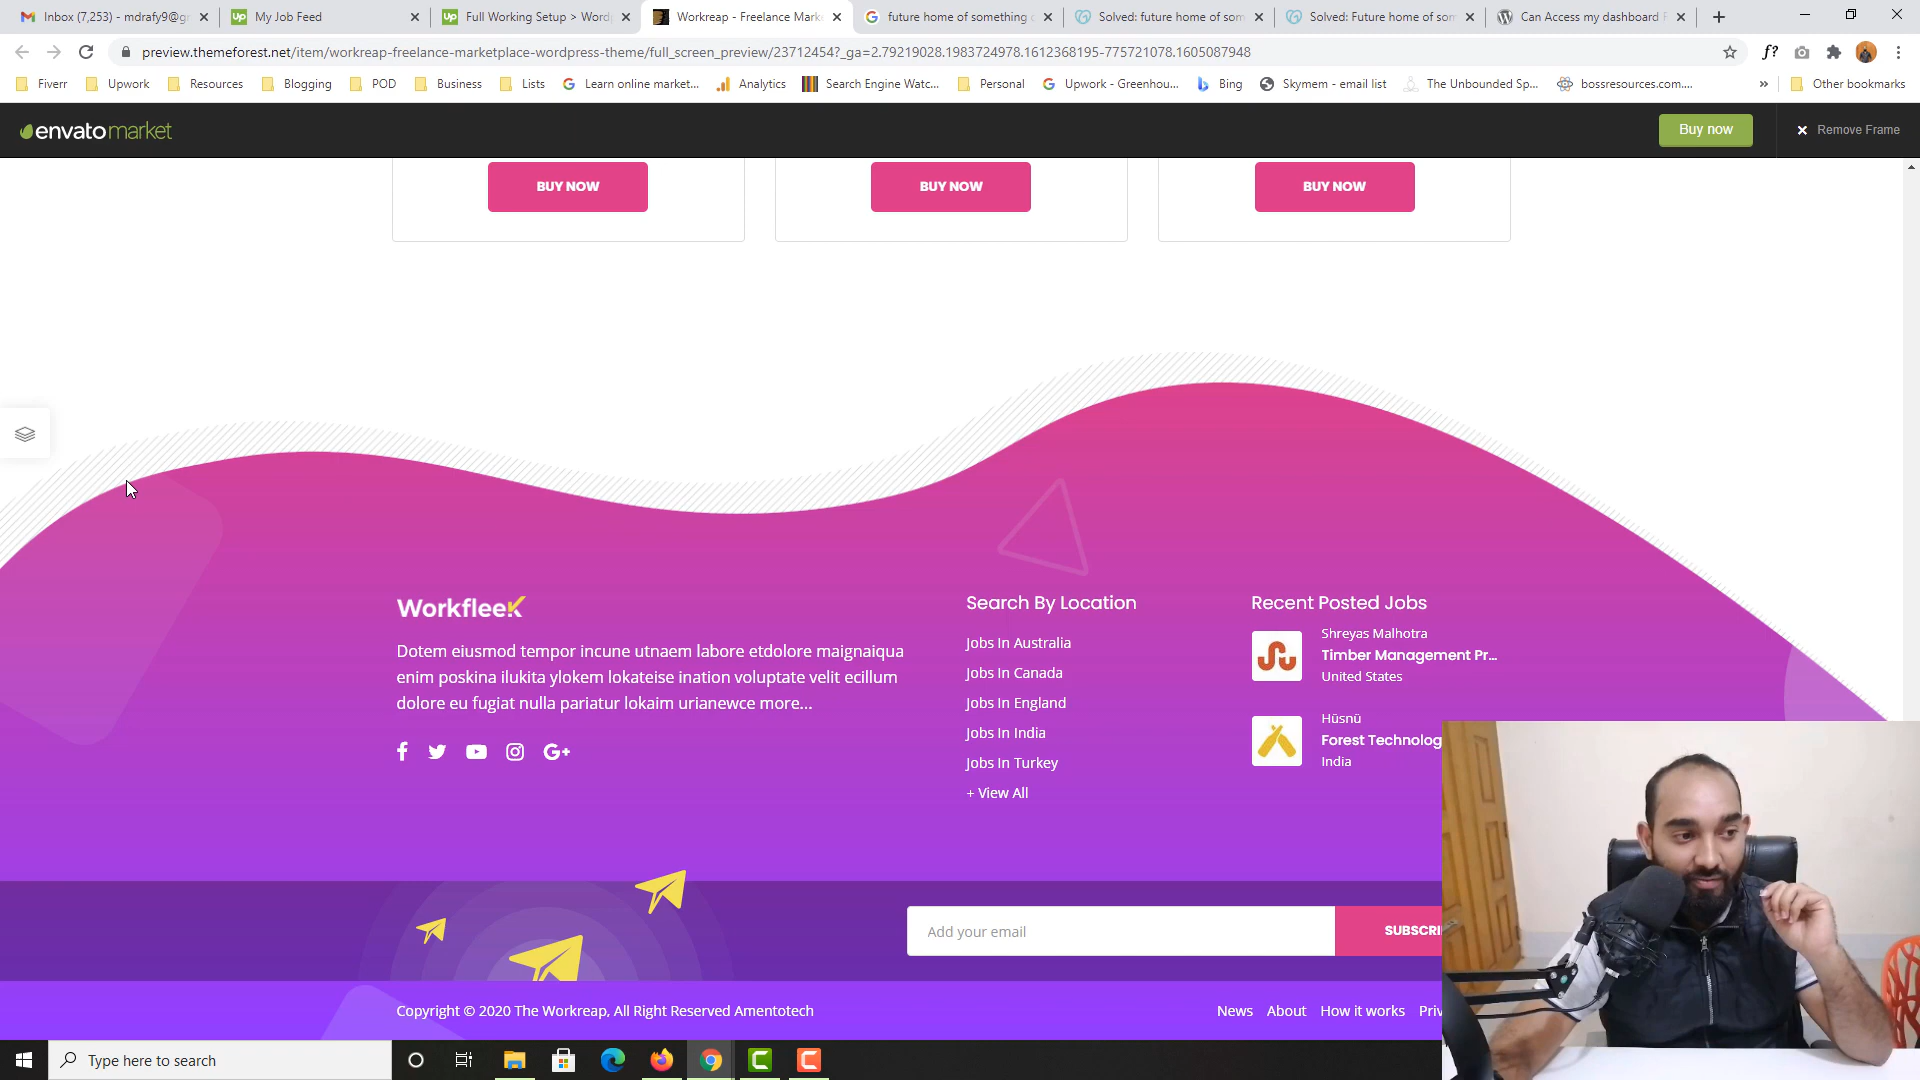 Inbox (7,253) - mdrafy9@g
My Job Feed
Full Working Setup > Word
Workreap - Freelance Mark
future home of something
Solved: future home of som
Solved: Future home of som
Can Access my dashboard
preview.themeforest.net/item/workreap-freelance-marketplace-wordpress-theme/full_screen_preview/23712454?_ga=2.79219028.1983724978.1612368195-775721078.1605087948
f?
Fiverr
Upwork
Resources
Blogging
POD
Business
Lists
Learn online market...
Analytics
Search Engine Watc...
Personal
Upwork - Greenhou...
Bing
Skymem - email list
The Unbounded Sp...
bossresources.com....
»
Other bookmarks
envatomarket
Buy now
Remove Frame
BUY NOW
BUY NOW
BUY NOW
Workfleek
Dotem eiusmod tempor incune utnaem labore etdolore maignaiqua
enim poskina ilukita ylokem lokateise ination voluptate velit ecillum
dolore eu fugiat nulla pariatur lokaim urianewce more...
Search By Location
Jobs In Australia
Jobs In Canada
Jobs In England
Jobs In India
Jobs In Turkey
+ View All
Recent Posted Jobs
Shreyas Malhotra
Timber Management Pr...
United States
Hüsnü
Forest Technolog
India
Add your email
SUBSCRI
Copyright © 2020 The Workreap, All Right Reserved Amentotech
News
About
How it works
Priv
Type here to search